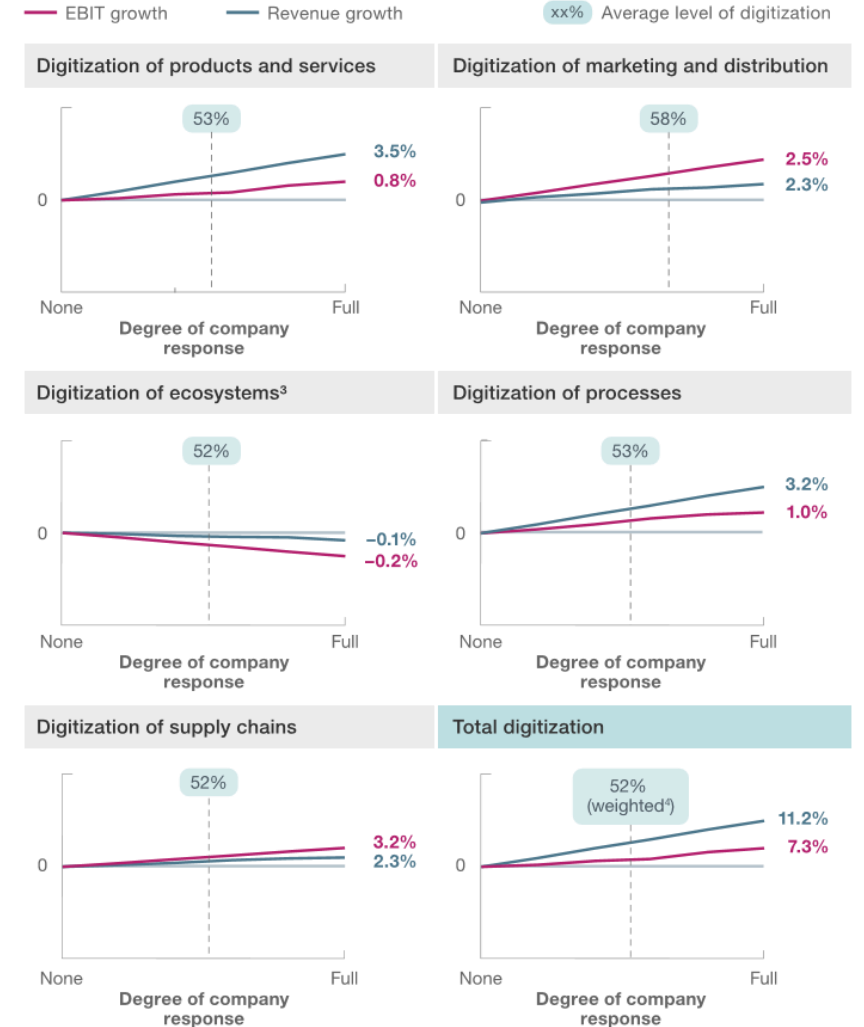 EBIT growth
Revenue growth
xx% Average level of digitization
Digitization of products and services
53%
3.5%
0.8%
0
None
Full
Degree of company
response
Digitization of marketing and distribution
58%
2.5%
2.3%
0
None
Full
Degree of company
response
Digitization of ecosystems³
52%
0
−0.1%
−0.2%
None
Full
Degree of company
response
Digitization of processes
53%
3.2%
1.0%
0
None
Full
Degree of company
response
Digitization of supply chains
52%
3.2%
2.3%
0
None
Full
Degree of company
response
Total digitization
52%
(weighted⁴)
11.2%
7.3%
0
None
Full
Degree of company
response